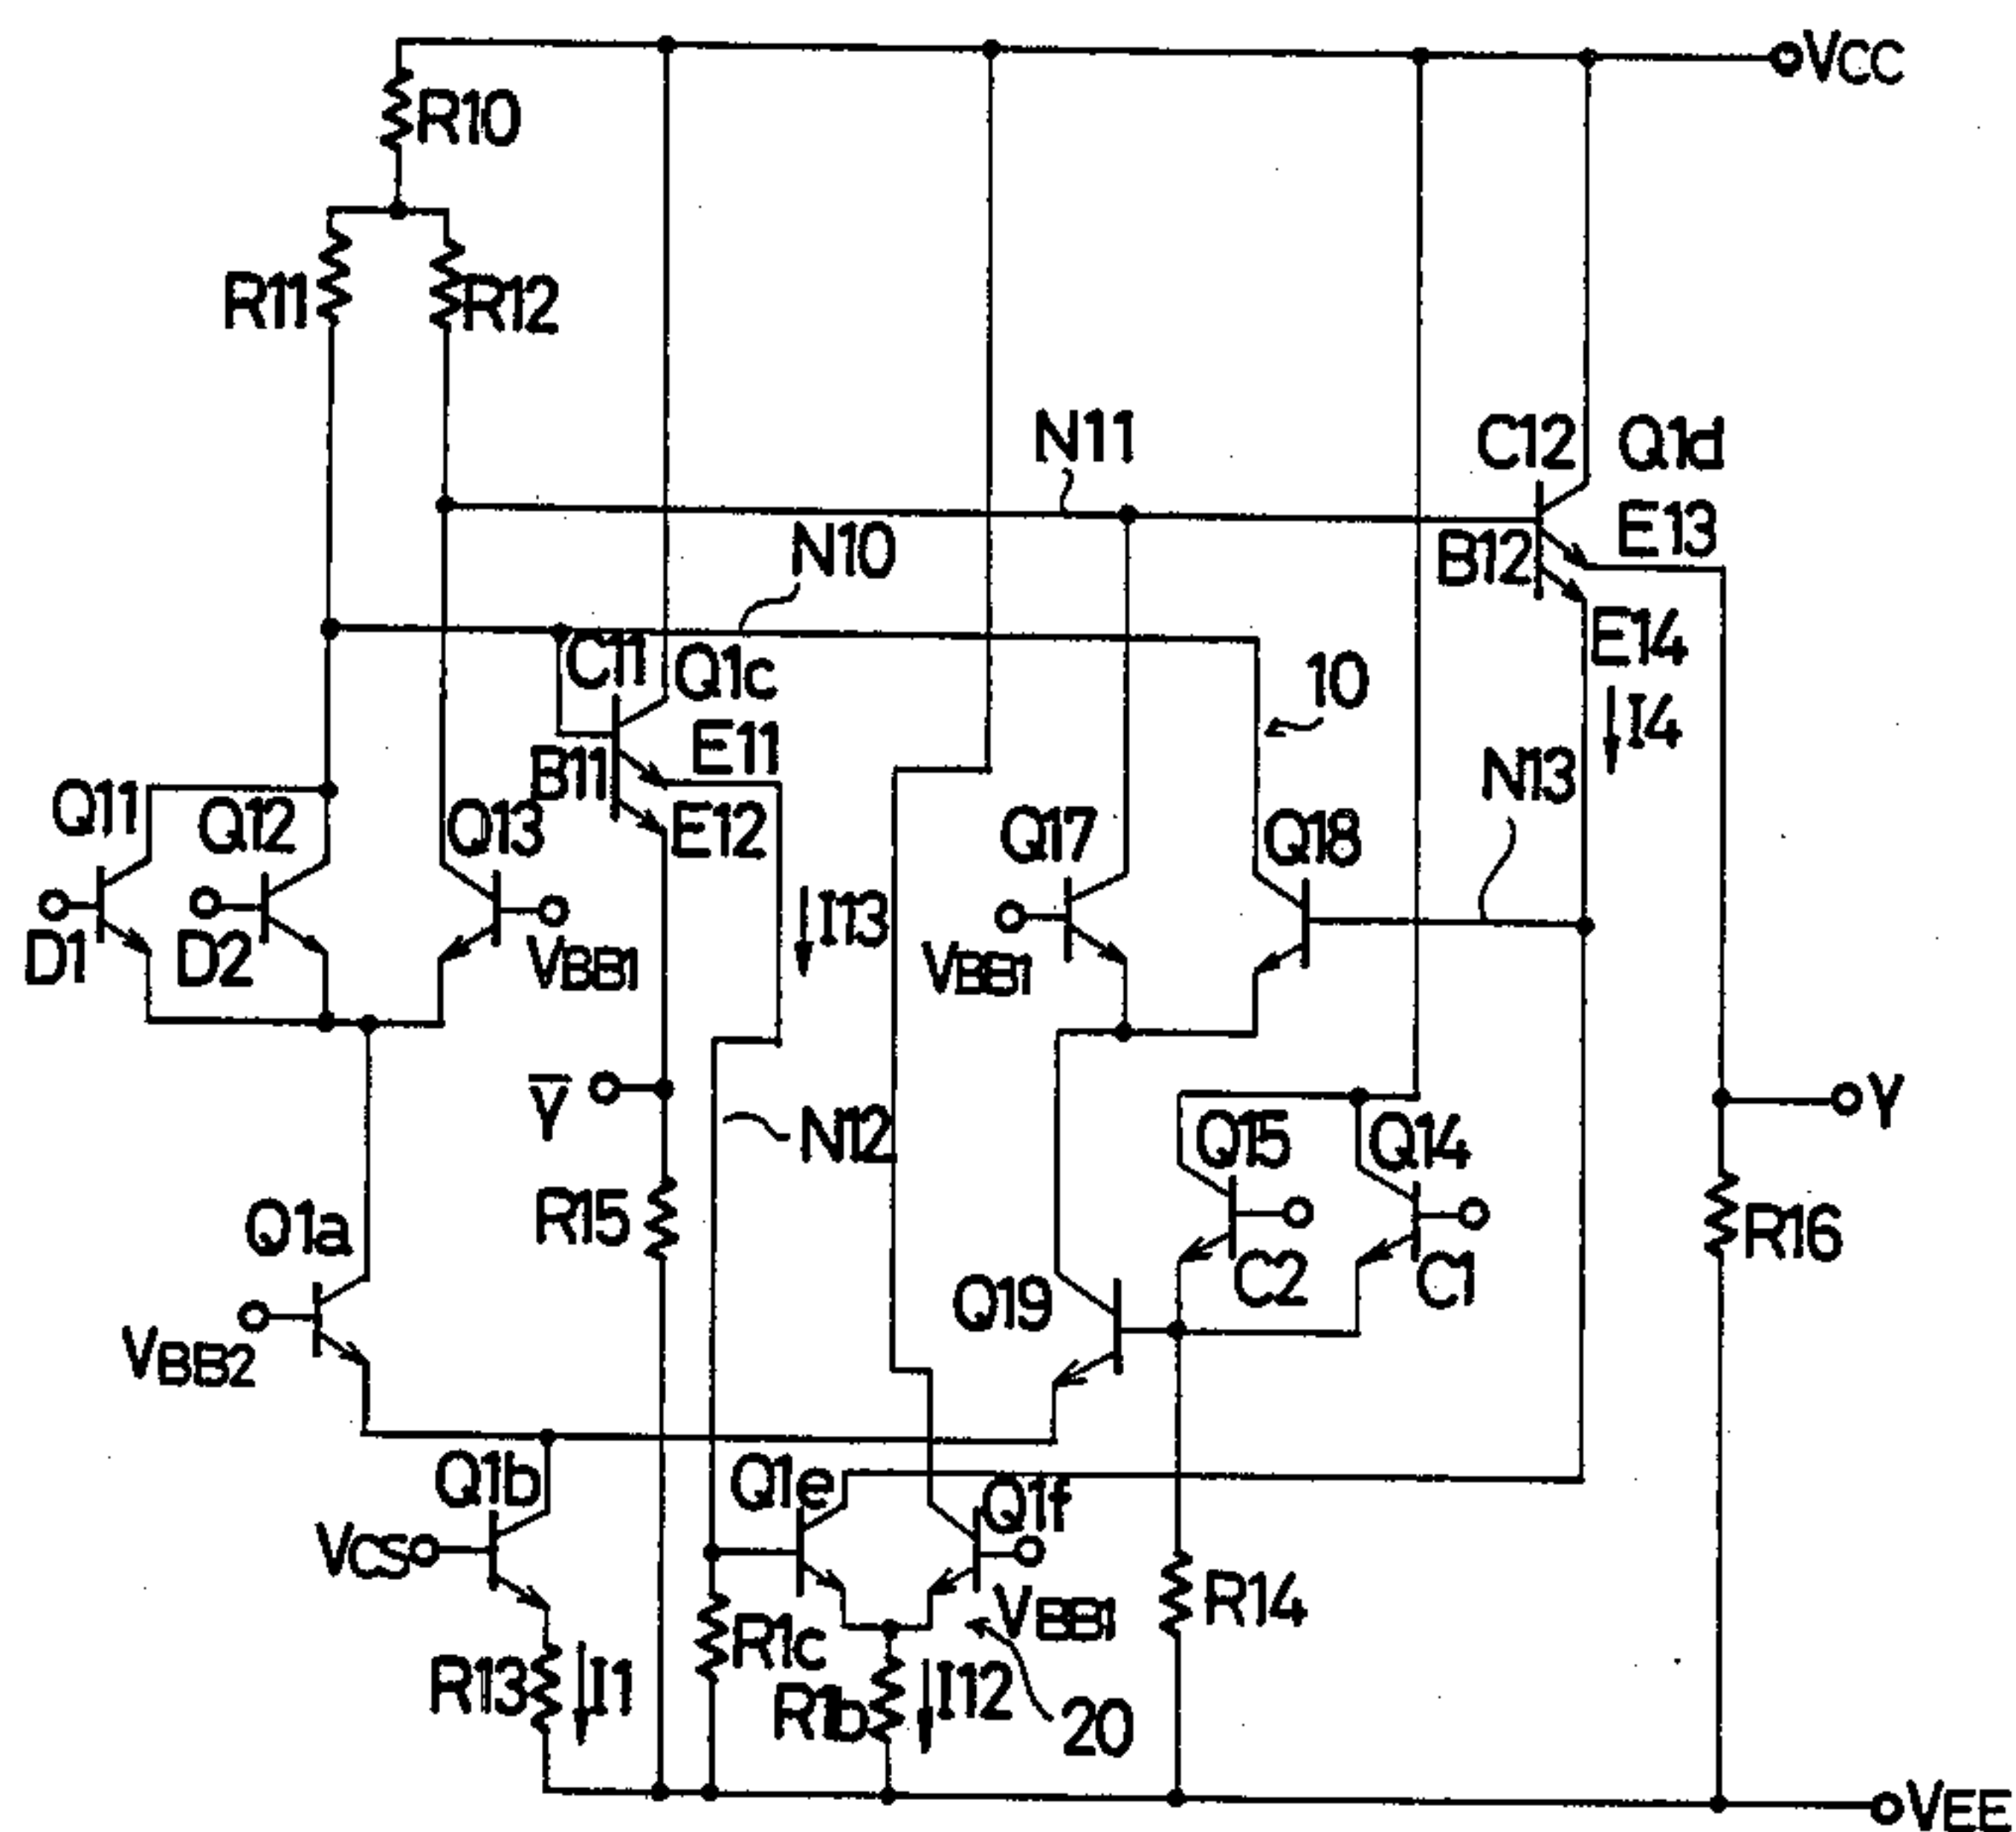 VCC
R10
R11
R12
N11
C12
Q1d
N10
B12
E13
C11
Q1c
E14
10
I4
B11
E11
N13
Q11
Q12
Q13
E12
Q17
Q18
I13
D1
D2
VBB1
VBB1
Y
N12
Q15
Q14
Y
Q1a
R15
R16
C2
C1
Q19
VBB2
Q1b
Q1e
Q1f
VCS
R14
VBB1
R1c
R13
I1
R1b
I12
20
VEE